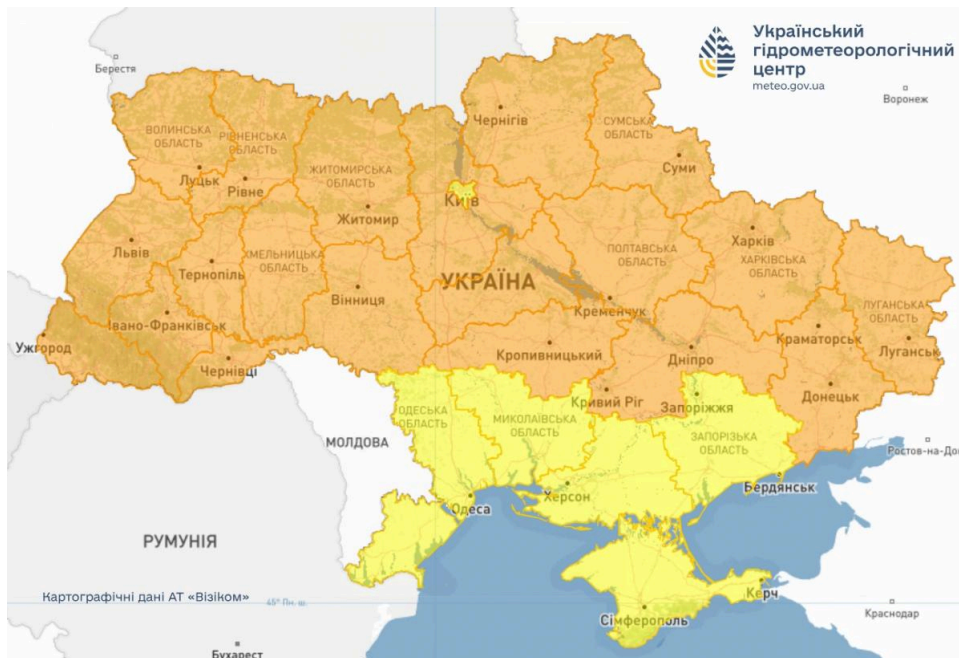 Український
гідрометеорологічний
центр
meteo.gov.ua
Берестя
Воронеж
Чернігів
ВОЛИНСЬКА
ОБЛАСТЬ
РІВНЕНСЬКА
ОБЛАСТЬ
СУМСЬКА
ОБЛАСТЬ
ЖИТОМИРСЬКА
ОБЛАСТЬ
Суми
Луцьк
Рівне
Київ
Житомир
Харків
Львів
ПОЛТАВСЬКА
ОБЛАСТЬ
ХАРКІВСЬКА
ОБЛАСТЬ
ХМЕЛЬНИЦЬКА
ОБЛАСТЬ
Тернопіль
УКРАЇНА
Вінниця
ЛУГАНСЬКА
ОБЛАСТЬ
Кременчук
Івано-Франківськ
Краматорськ
Ужгород
Кропивницький
Дніпро
Луганськ
Чернівці
Донецьк
Кривий Ріг
Запоріжжя
ОДЕСЬКА
ОБЛАСТЬ
МИКОЛАЇВСЬКА
ОБЛАСТЬ
МОЛДОВА
ЗАПОРІЗЬКА
ОБЛАСТЬ
Ростов-на-До
Бердянськ
Херсон
Одеса
РУМУНІЯ
Керч
Картографічні дані АТ «Візіком»
45° Пн. ш.
Краснодар
Сімферополь
Бухарест